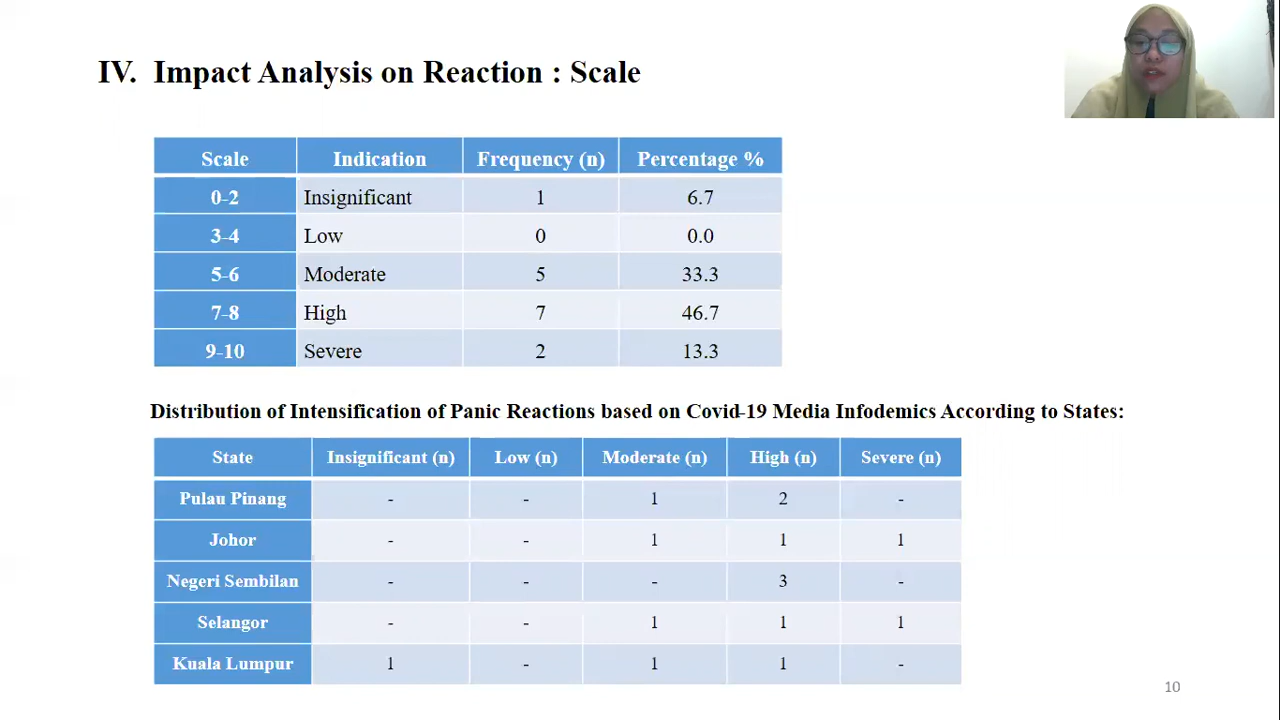 IV. Impact Analysis on Reaction : Scale
Scale Indication Frequency (n) Percentage %
0-2 Insignificant 1 6.7
3-4 Low 0 0.0
5-6 Moderate 5 33.3
7-8 High 7 46.7
9-10 Severe 2 13.3
Distribution of Intensification of Panic Reactions based on Covid-19 Media Infodemics According to States:
State Insignificant (n) Low (n) Moderate (n) High (n) Severe (n)
Pulau Pinang - - 1 2 -
Johor - - 1 1 1
Negeri Sembilan - - - 3 -
Selangor - - 1 1 1
Kuala Lumpur 1 - 1 1 -
10